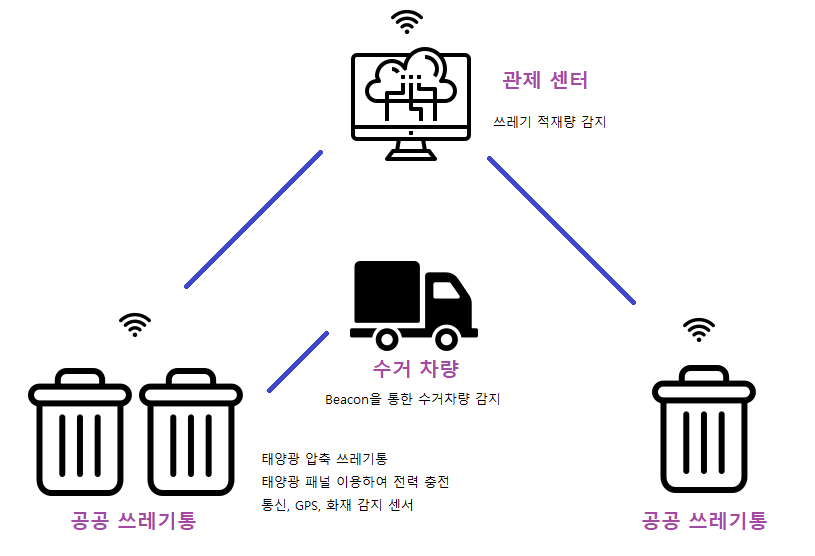 관제 센터
쓰레기 적재량 감지
수거 차량
Beacon을 통한 수거차량 감지
태양광 압축 쓰레기통
태양광 패널 이용하여 전력 충전
통신, GPS, 화재 감지 센서
공공 쓰레기통
공공 쓰레기통